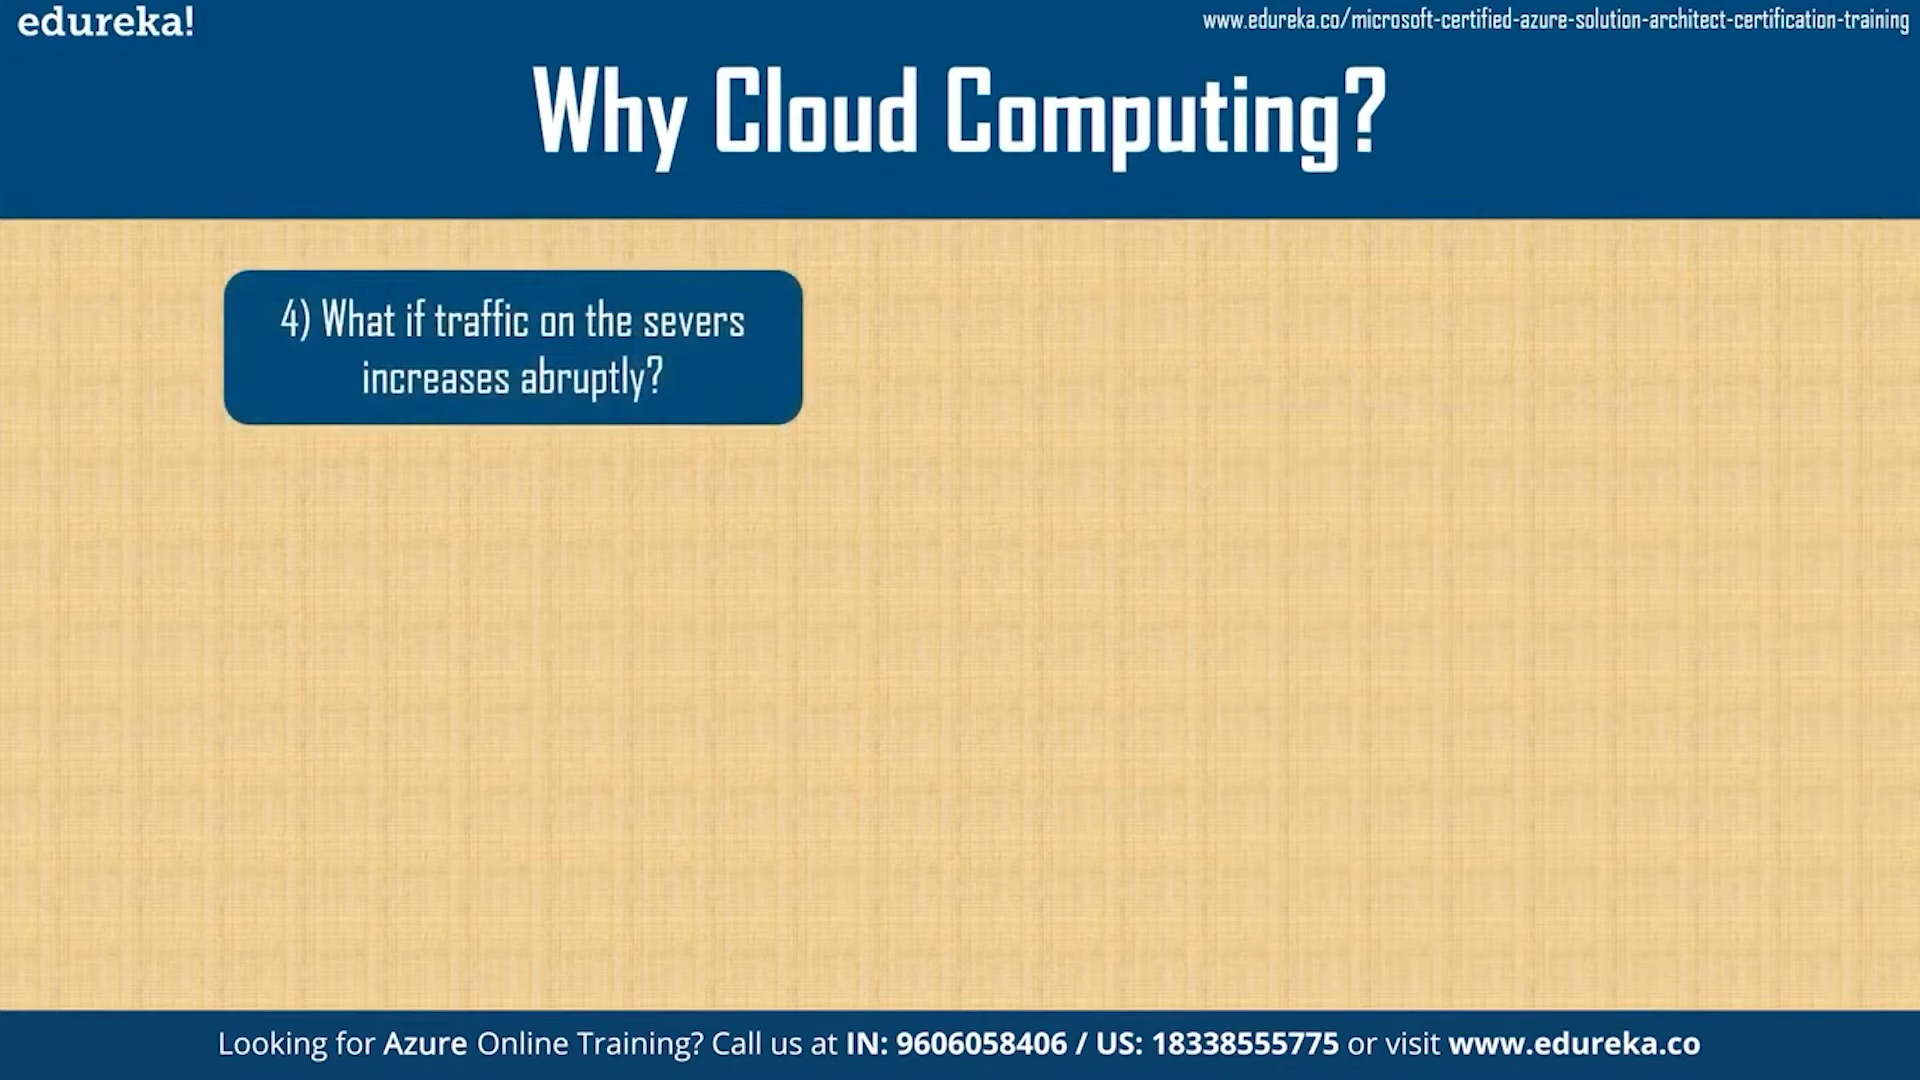 edureka!
www.edureka.co/microsoft-certified-azure-solution-architect-certification-training
Why Cloud Computing?
4) What if traffic on the severs
increases abruptly?
Looking for Azure Online Training? Call us at IN: 9606058406 / US: 18338555775 or visit www.edureka.co